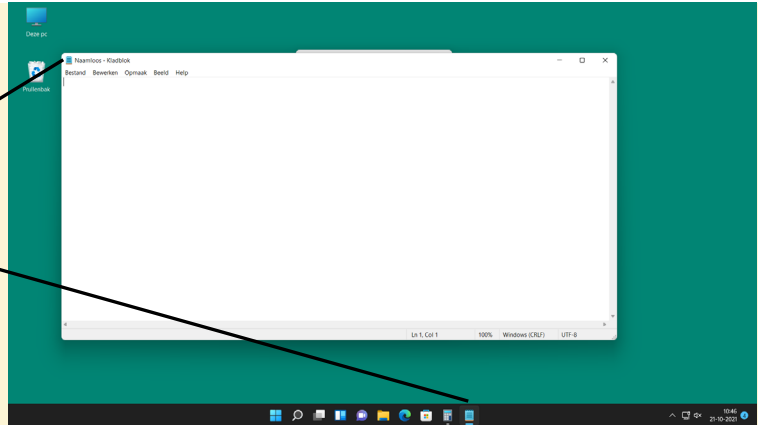 Deze pc
Prullenbak
Naamloos - Kladblok
Bestand Bewerken Opmaak Beeld Help
Ln 1, Col 1 100% Windows (CRLF) UTF-8
10:46
21-10-2021
4